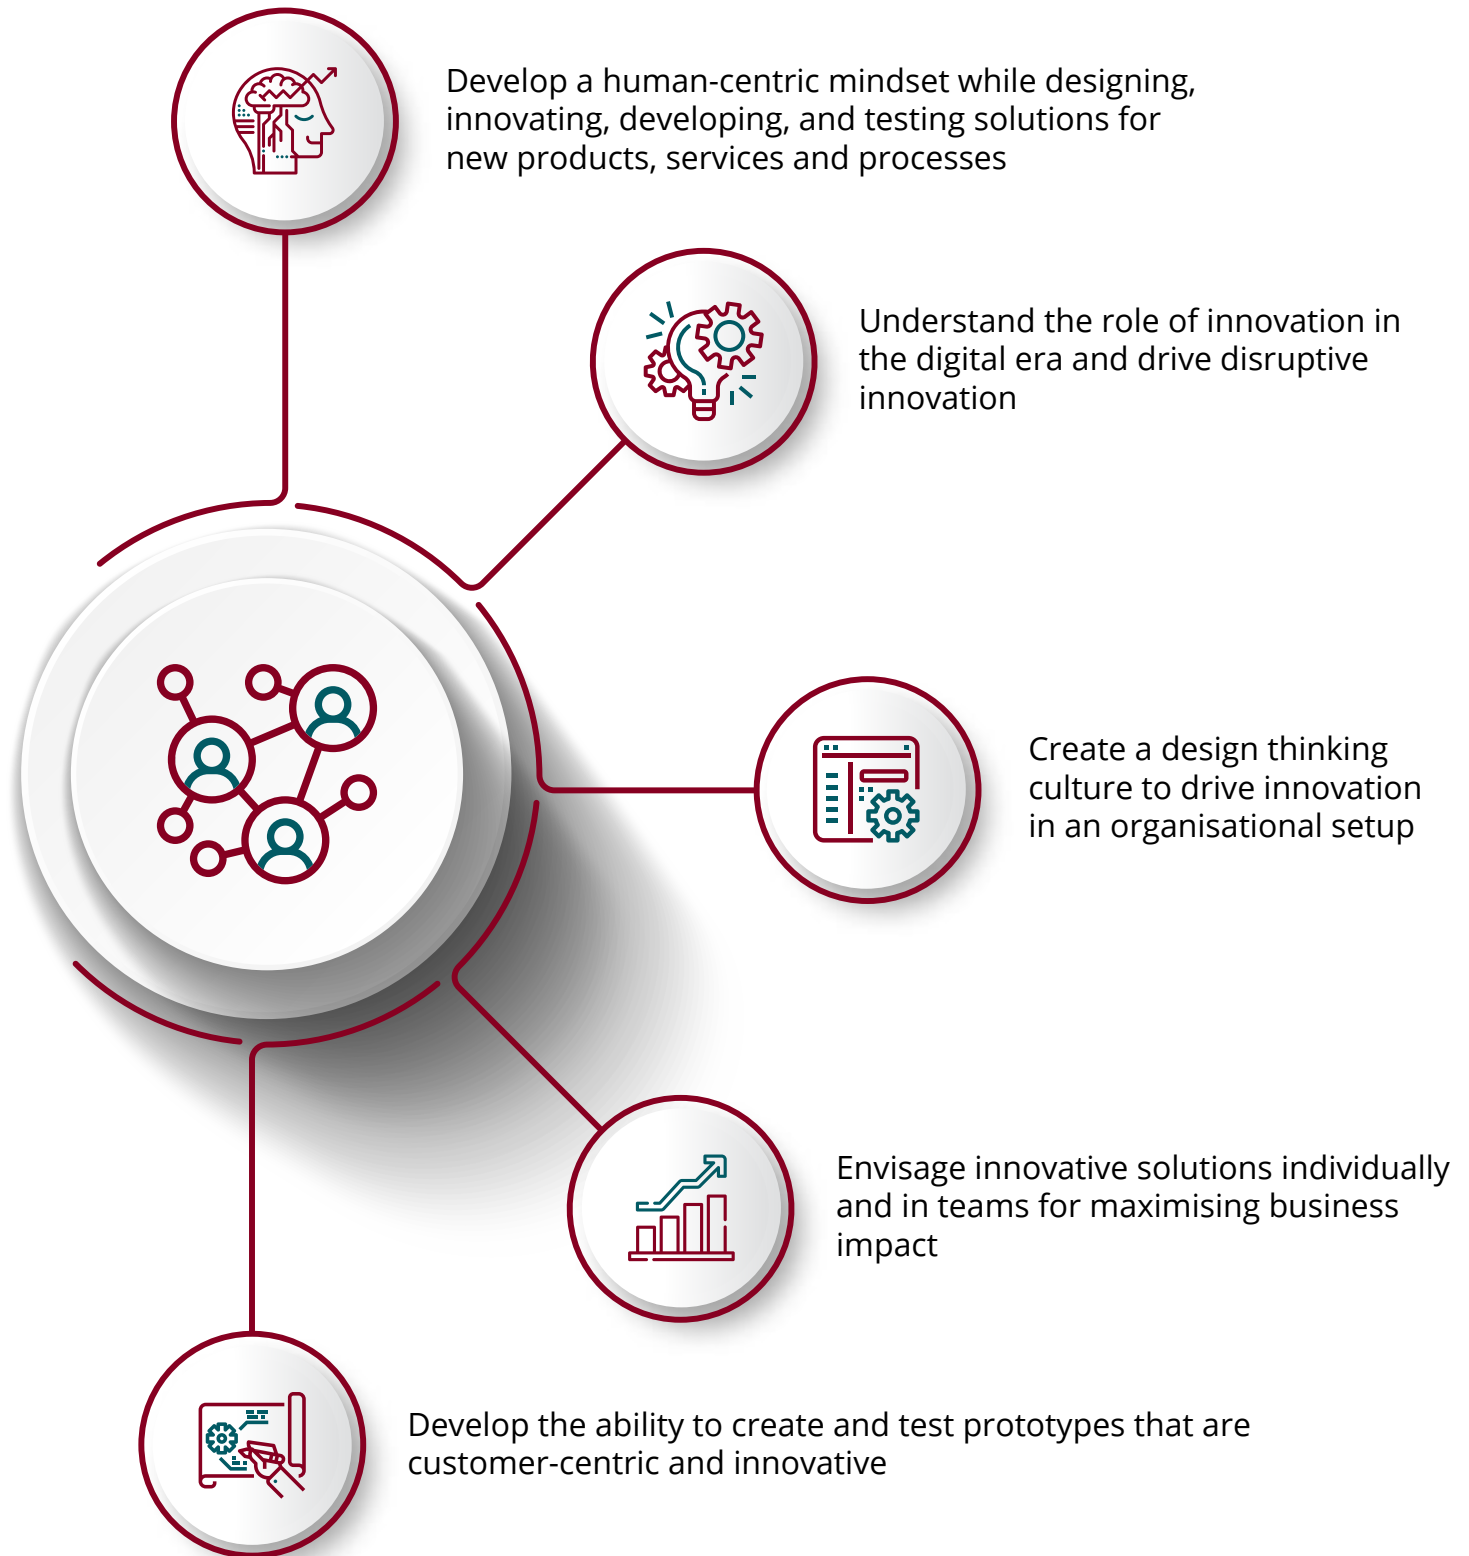 Develop a human-centric mindset while designing,
innovating, developing, and testing solutions for
new products, services and processes
Understand the role of innovation in
the digital era and drive disruptive
innovation
Create a design thinking
culture to drive innovation
in an organisational setup
Envisage innovative solutions individually
and in teams for maximising business
impact
Develop the ability to create and test prototypes that are
customer-centric and innovative